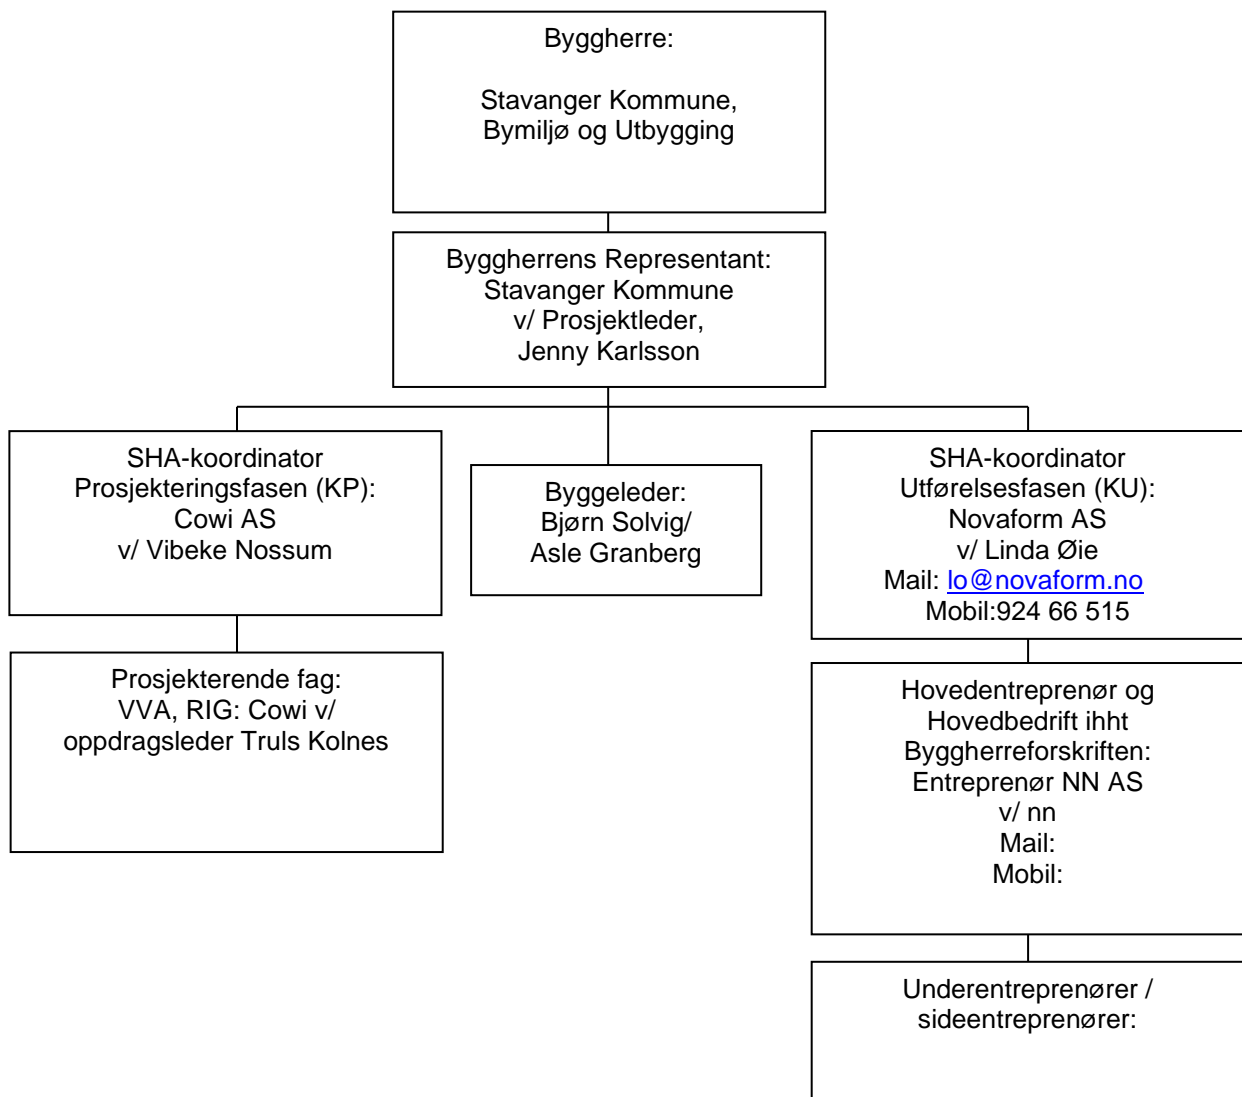 Byggherre:
Stavanger Kommune,
Bymiljø og Utbygging
Byggherrens Representant:
Stavanger Kommune
v/ Prosjektleder,
Jenny Karlsson
SHA-koordinator
Prosjekteringsfasen (KP):
Cowi AS
v/ Vibeke Nossum
Byggeleder:
Bjørn Solvig/
Asle Granberg
SHA-koordinator
Utførelsesfasen (KU):
Novaform AS
v/ Linda Øie
Mail: lo@novaform.no
Mobil:924 66 515
Prosjekterende fag:
VVA, RIG: Cowi v/
oppdragsleder Truls Kolnes
Hovedentreprenør og
Hovedbedrift ihht
Byggherreforskriften:
Entreprenør NN AS
v/ nn
Mail:
Mobil:
Underentreprenører /
sideentreprenører: